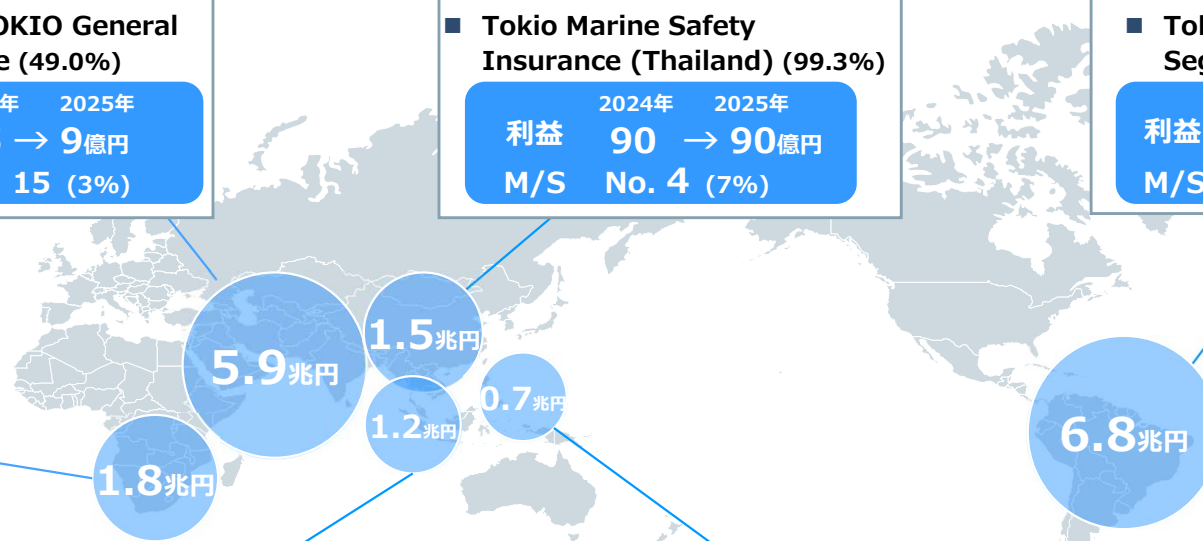 OKIO General
e (49.0%)
年 2025年
→ 9億円
15 (3%)
■ Tokio Marine Safety
Insurance (Thailand) (99.3%)
2024年 2025年
利益 90 → 90億円
M/S No. 4 (7%)
■ Tok
Seg
利益
M/S
5.9兆円
1.5兆円
0.7兆円
1.2兆円
1.8兆円
6.8兆円